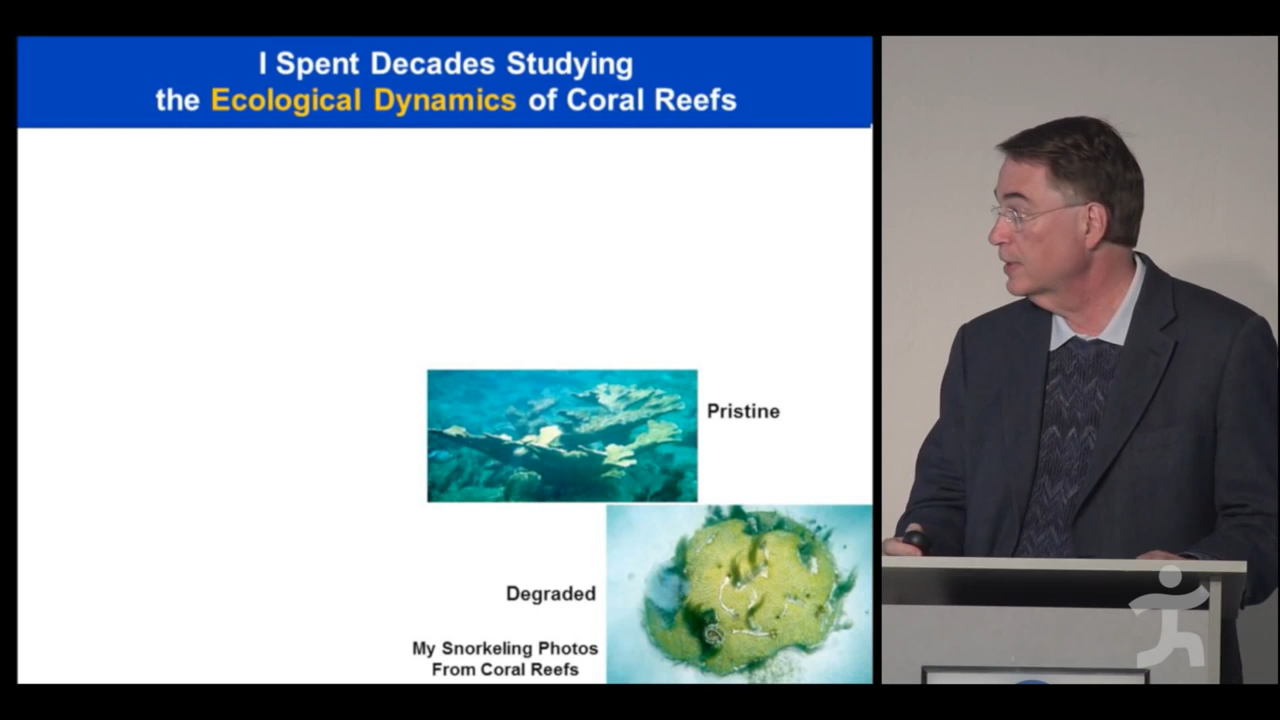 I Spent Decades Studying
the Ecological Dynamics of Coral Reefs
Pristine
Degraded
My Snorkeling Photos
From Coral Reefs